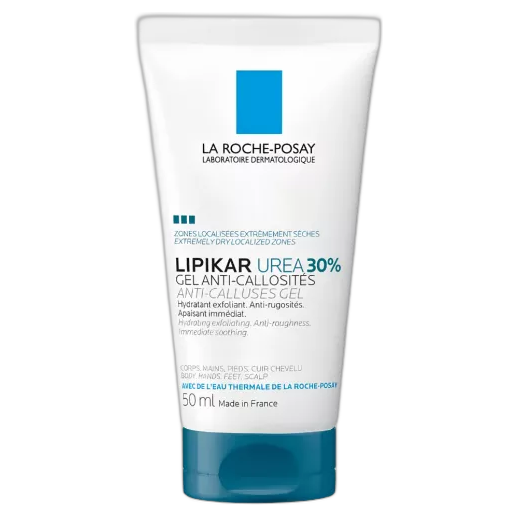 LA ROCHE-POSAY
LABORATOIRE DERMATOLOGIQUE
ZONES LOCALISÉES EXTRÊMEMENT SÈCHES
EXTREMELY DRY LOCALIZED ZONES
LIPIKAR UREA 30%
GEL ANTI-CALLOSITÉS
ANTI-CALLUSES GEL
Hydratant exfoliant. Anti-rugosités.
Apaisant immédiat.
Hydrating exfoliating. Anti-roughness.
Immediate soothing.
CORPS, MAINS, PIEDS, CUIR CHEVELU
BODY, HANDS, FEET, SCALP
AVEC DE L'EAU THERMALE DE LA ROCHE-POSAY
50 ml Made in France